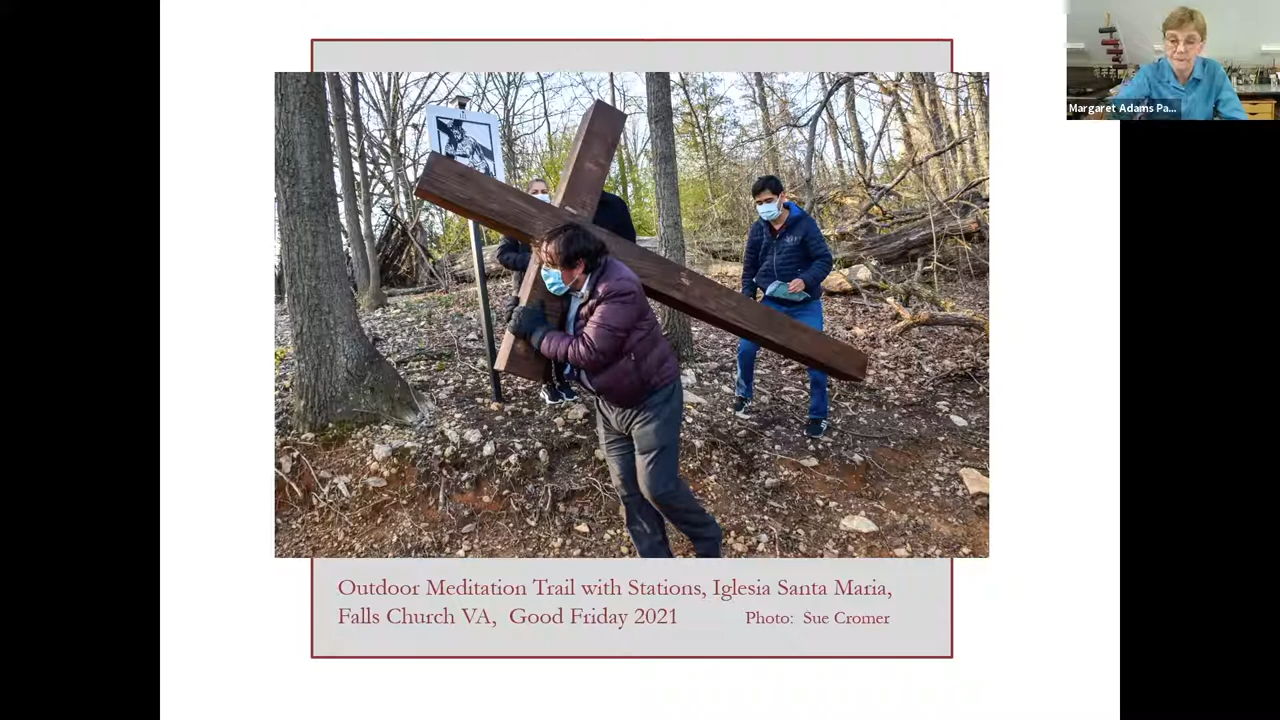 Margaret Adams Pa...
Outdoor Meditation Trail with Stations, Iglesia Santa Maria,
Falls Church VA,  Good Friday 2021
Photo:  Sue Cromer